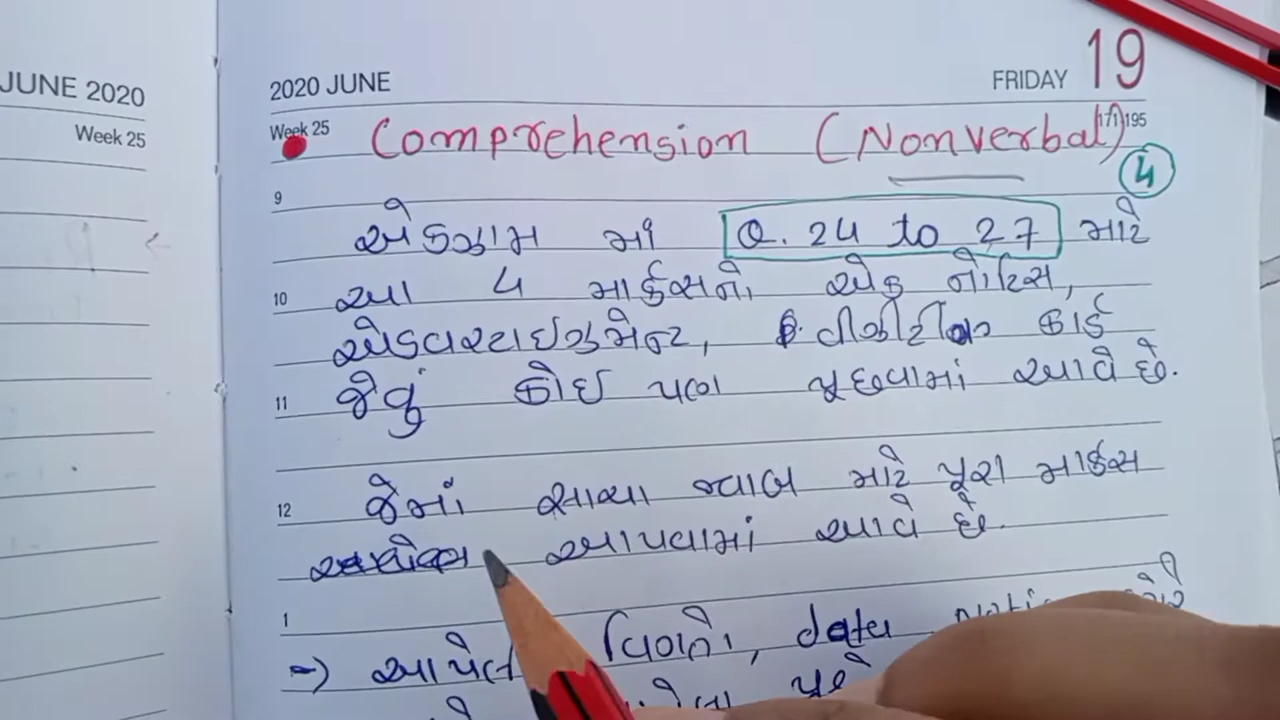 JUNE 2020
Week 25
2020 JUNE
FRIDAY 19
Week 25
171|195
Comprehension (Nonverbal)
4
9
એકઝામ માં Q. 24 to 27 માટે
10
આ 4 માર્કસનો એક નોટિસ,
એડવરટાઇઝમેન્ટ,
કાર્ડ
11
જેવું કોઇ પણ પૂછવામાં આવે છે.
12
જેમાં સાચા જવાબ માટે પૂરા માર્કસ
આપવામાં આવે છે.
1
→ આપેલ વિગતો, data